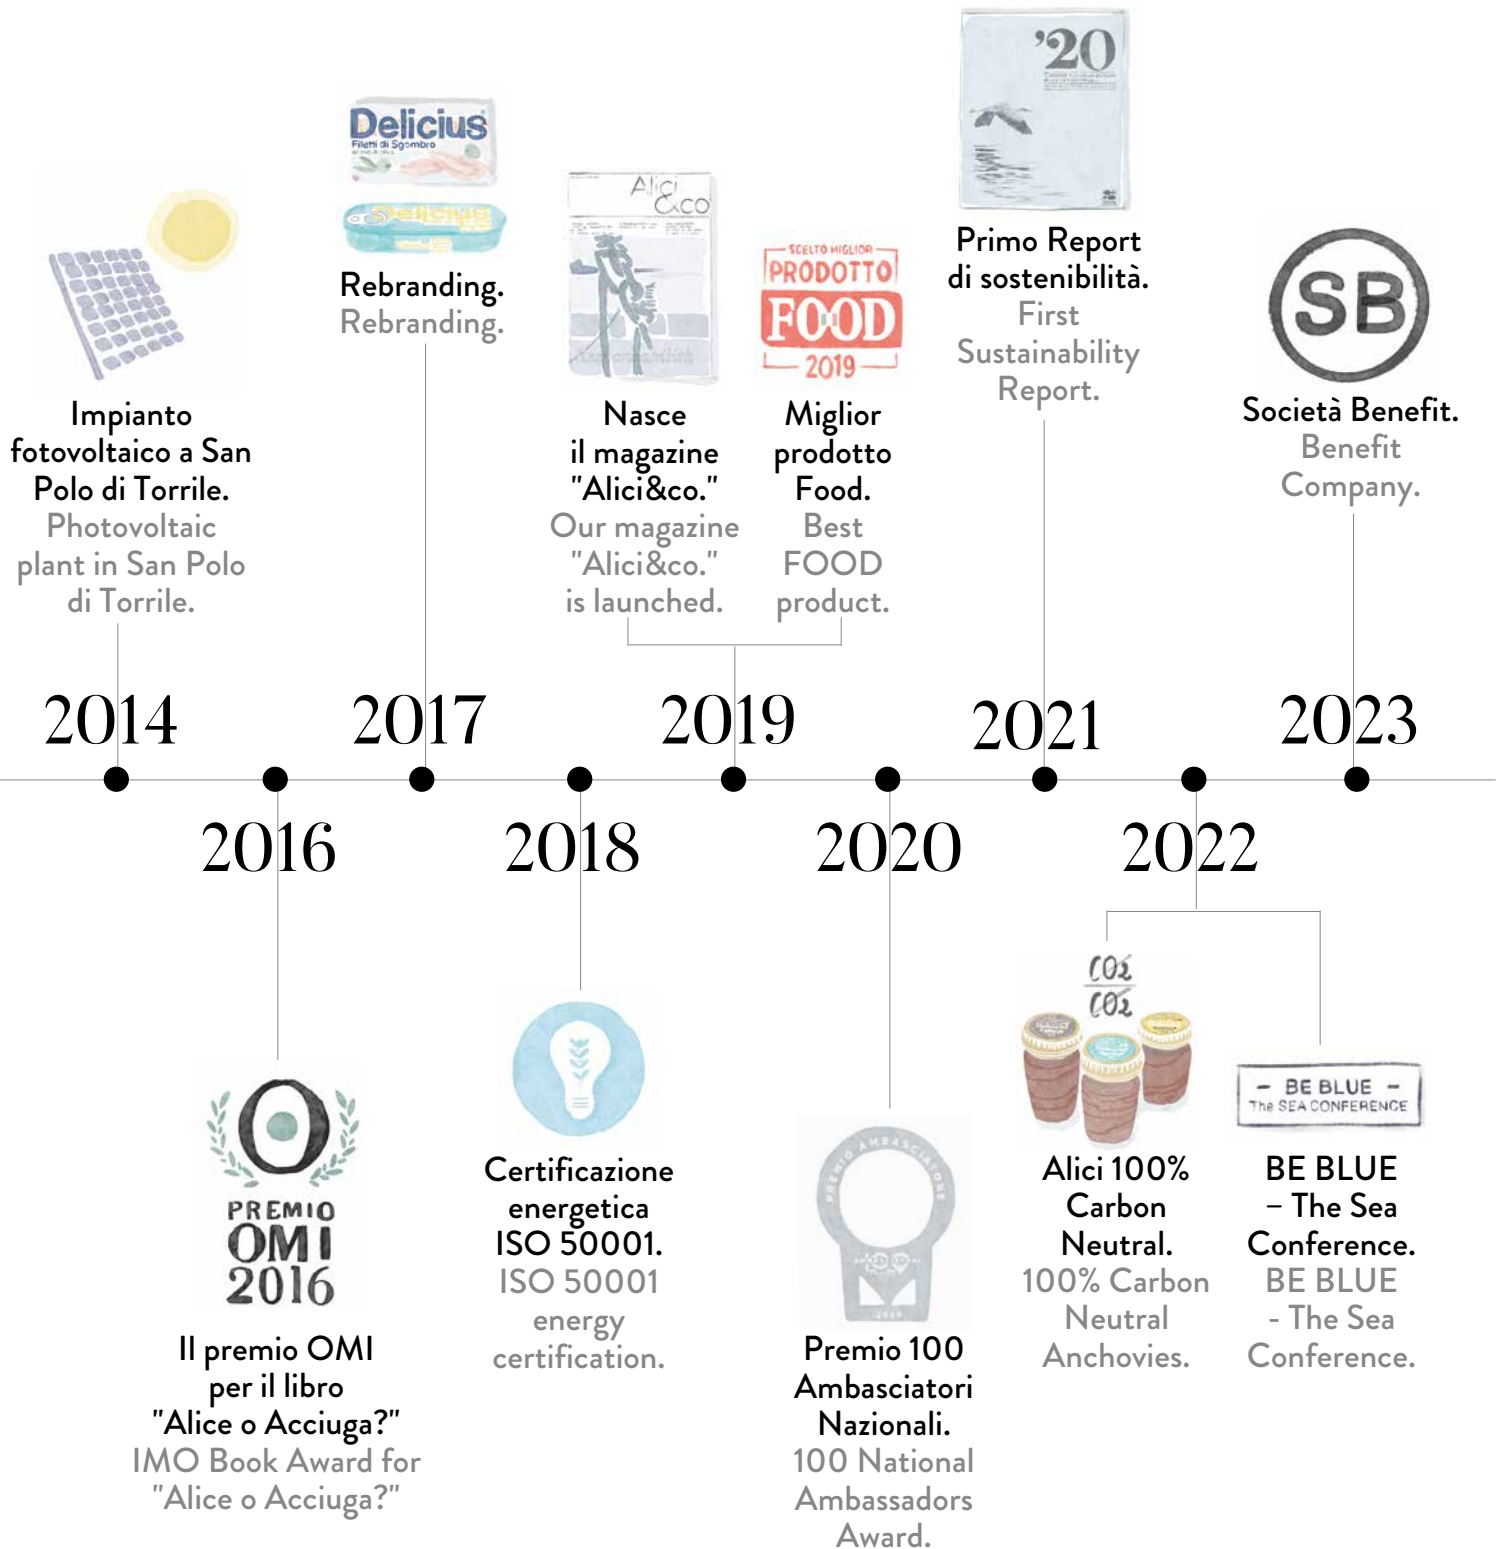 '20
Delicius
Filetti di Sgombro
Delicius
Alici
&co
SCELTO MIGLIOR
PRODOTTO
FOOD
2019
SB
Impianto
fotovoltaico a San
Polo di Torrile.
Photovoltaic
plant in San Polo
di Torrile.
Rebranding.
Rebranding.
Nasce
il magazine
"Alici&co."
Our magazine
"Alici&co."
is launched.
Miglior
prodotto
Food.
Best
FOOD
product.
Primo Report
di sostenibilità.
First
Sustainability
Report.
Società Benefit.
Benefit
Company.
2014
2017
2019
2021
2023
2016
2018
2020
2022
PREMIO
OMI
2016
Il premio OMI
per il libro
"Alice o Acciuga?"
IMO Book Award for
"Alice o Acciuga?"
Certificazione
energetica
ISO 50001.
ISO 50001
energy
certification.
PREMIO AMBASCIATORE
Premio 100
Ambasciatori
Nazionali.
100 National
Ambassadors
Award.
CO2
CO2
Alici 100%
Carbon
Neutral.
100% Carbon
Neutral
Anchovies.
- BE BLUE -
The SEA CONFERENCE
BE BLUE
– The Sea
Conference.
BE BLUE
- The Sea
Conference.